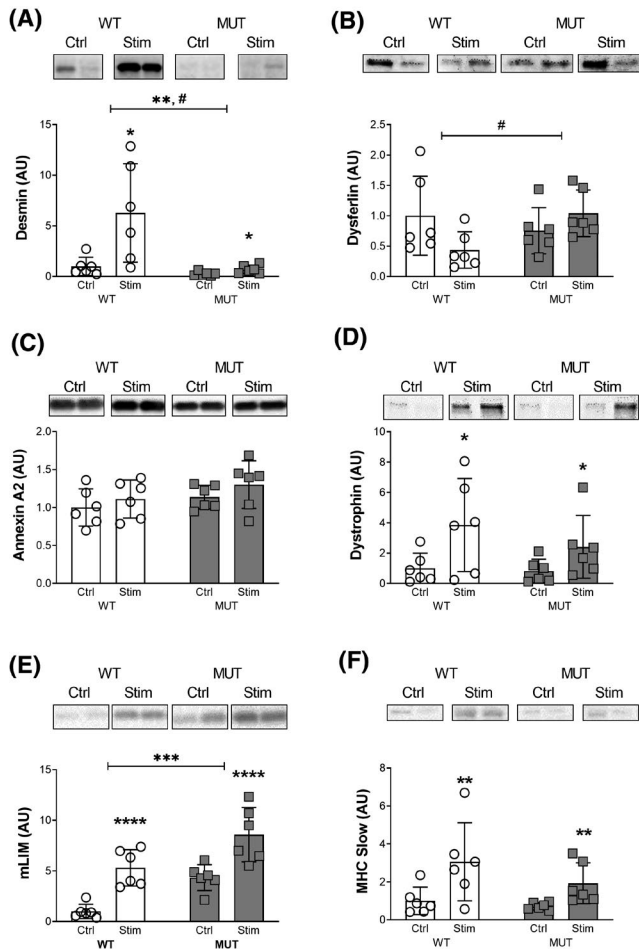 (A)
WT MUT
Ctrl Stim Ctrl Stim
**, #
*
*
Desmin (AU)
15
10
5
0
Ctrl Stim Ctrl Stim
WT MUT
(B)
WT MUT
Ctrl Stim Ctrl Stim
#
Dysferlin (AU)
2.5
2.0
1.5
1.0
0.5
0.0
Ctrl Stim Ctrl Stim
WT MUT
(C)
WT MUT
Ctrl Stim Ctrl Stim
Annexin A2 (AU)
2.0
1.5
1.0
0.5
0.0
Ctrl Stim Ctrl Stim
WT MUT
(D)
WT MUT
Ctrl Stim Ctrl Stim
*
*
Dystrophin (AU)
10
8
6
4
2
0
Ctrl Stim Ctrl Stim
WT MUT
(E)
WT MUT
Ctrl Stim Ctrl Stim
***
****
****
mLIM (AU)
15
10
5
0
Ctrl Stim Ctrl Stim
WT MUT
(F)
WT MUT
Ctrl Stim Ctrl Stim
**
**
MHC Slow (AU)
8
6
4
2
0
Ctrl Stim Ctrl Stim
WT MUT